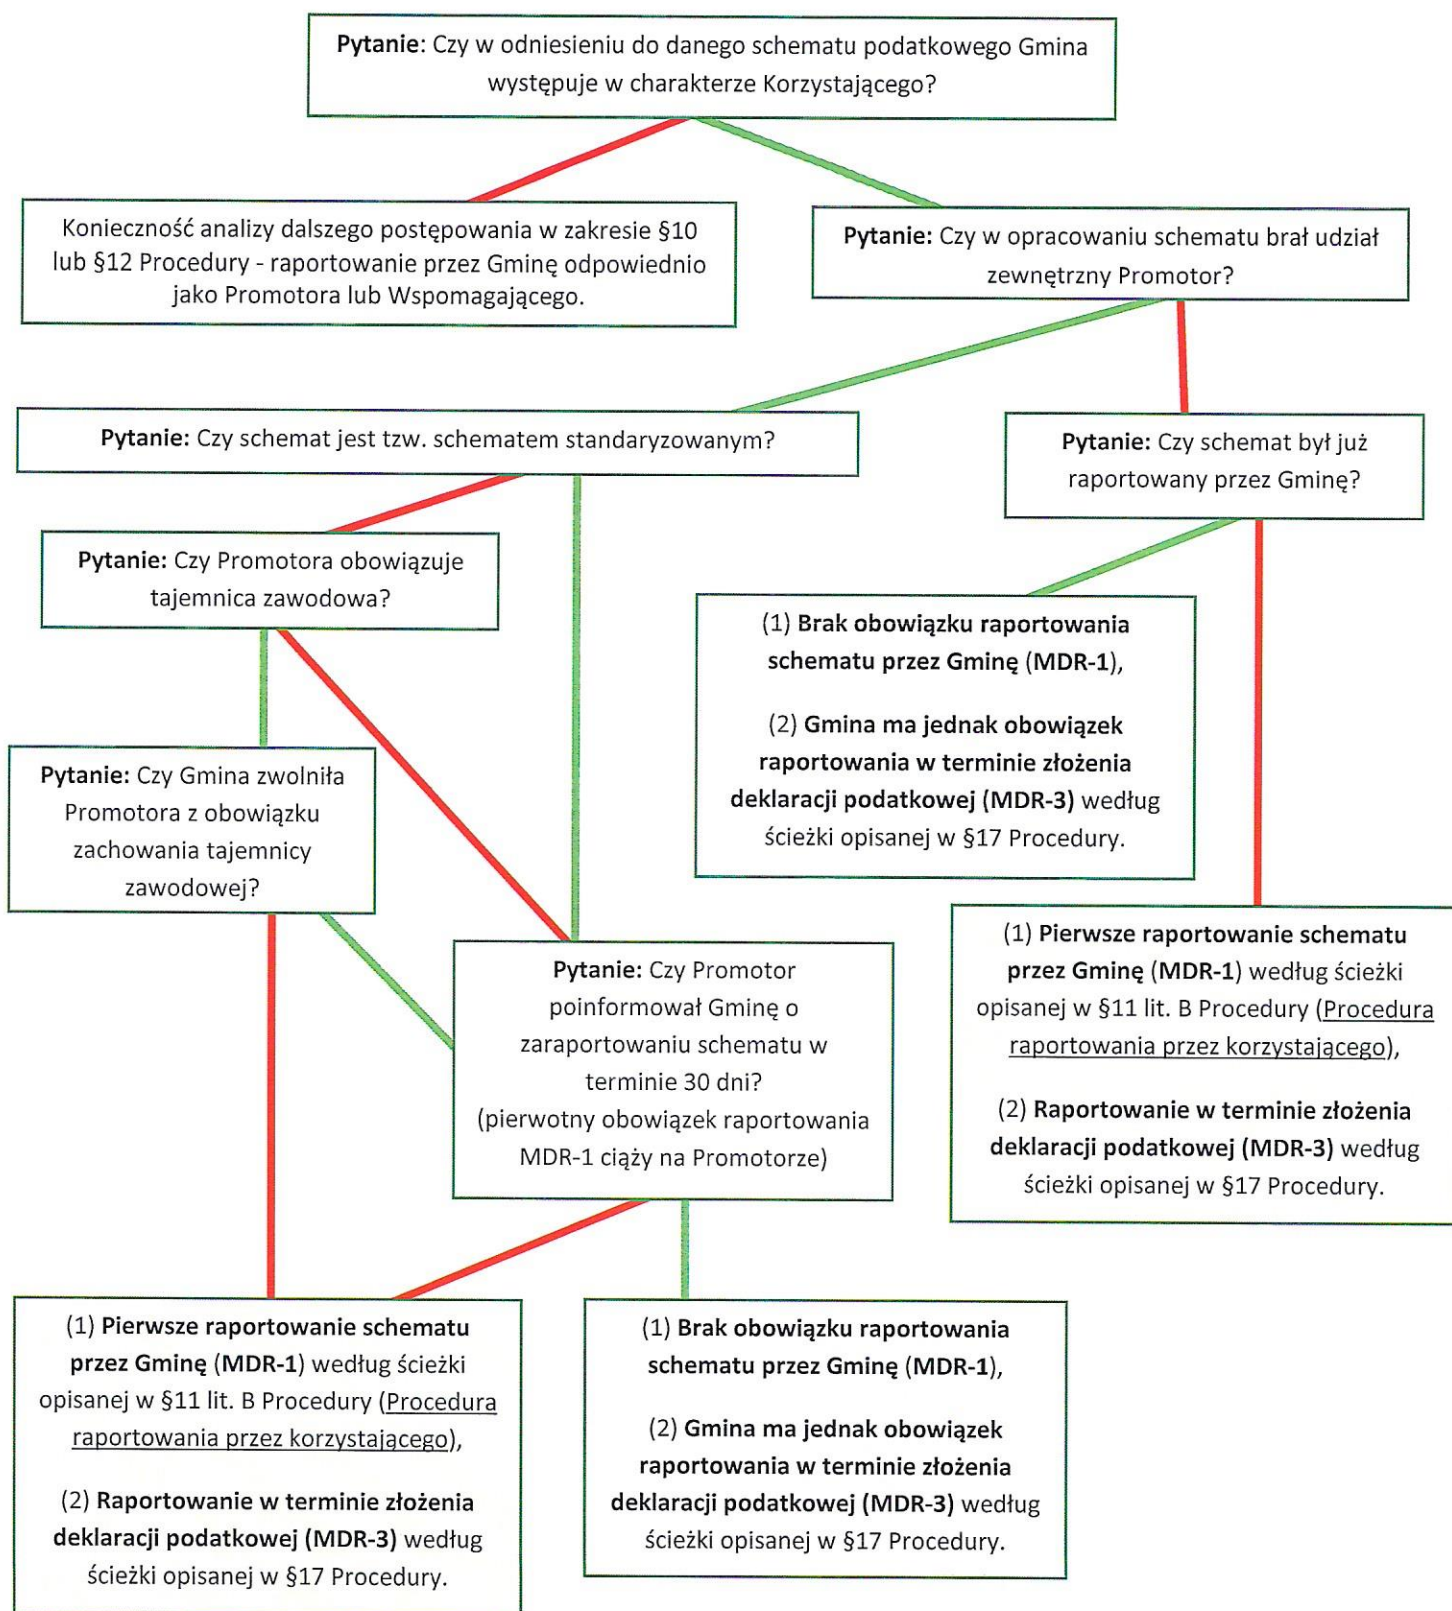 Pytanie: Czy w odniesieniu do danego schematu podatkowego Gmina
występuje w charakterze Korzystającego?
Konieczność analizy dalszego postępowania w zakresie §10
lub §12 Procedury - raportowanie przez Gminę odpowiednio
jako Promotora lub Wspomagającego.
Pytanie: Czy w opracowaniu schematu brał udział
zewnętrzny Promotor?
Pytanie: Czy schemat jest tzw. schematem standaryzowanym?
Pytanie: Czy schemat był już
raportowany przez Gminę?
Pytanie: Czy Promotora obowiązuje
tajemnica zawodowa?
(1) Brak obowiązku raportowania
schematu przez Gminę (MDR-1),
(2) Gmina ma jednak obowiązek
raportowania w terminie złożenia
deklaracji podatkowej (MDR-3) według
ścieżki opisanej w §17 Procedury.
Pytanie: Czy Gmina zwolniła
Promotora z obowiązku
zachowania tajemnicy
zawodowej?
Pytanie: Czy Promotor
poinformował Gminę o
zaraportowaniu schematu w
terminie 30 dni?
(pierwotny obowiązek raportowania
MDR-1 ciąży na Promotorze)
(1) Pierwsze raportowanie schematu
przez Gminę (MDR-1) według ścieżki
opisanej w §11 lit. B Procedury (Procedura
raportowania przez korzystającego),
(2) Raportowanie w terminie złożenia
deklaracji podatkowej (MDR-3) według
ścieżki opisanej w §17 Procedury.
(1) Pierwsze raportowanie schematu
przez Gminę (MDR-1) według ścieżki
opisanej w §11 lit. B Procedury (Procedura
raportowania przez korzystającego),
(2) Raportowanie w terminie złożenia
deklaracji podatkowej (MDR-3) według
ścieżki opisanej w §17 Procedury.
(1) Brak obowiązku raportowania
schematu przez Gminę (MDR-1),
(2) Gmina ma jednak obowiązek
raportowania w terminie złożenia
deklaracji podatkowej (MDR-3) według
ścieżki opisanej w §17 Procedury.